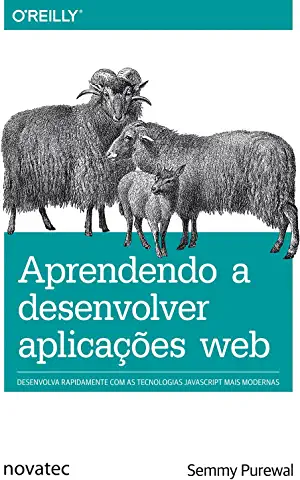 O'REILLY®
Aprendendo a
desenvolver
aplicações web
DESENVOLVA RAPIDAMENTE COM AS TECNOLOGIAS JAVASCRIPT MAIS MODERNAS
novatec
Semmy Purewal